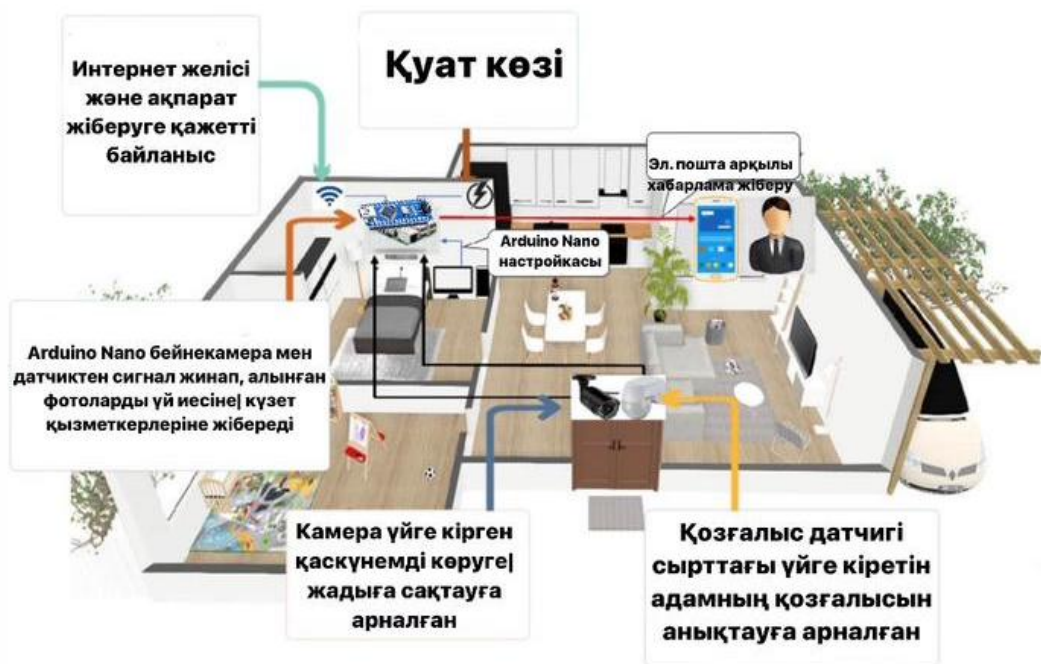 Интернет желісі
және ақпарат
жіберуге қажетті
байланыс
Қуат көзі
Эл. пошта арқылы
хабарлама жіберу
Arduino Nano
настройкасы
Arduino Nano бейнекамера мен
датчиктен сигнал жинап, алынған
фотоларды үй иесіне| күзет
қызметкерлеріне жібереді
Камера үйге кірген
қаскүнемді көруге|
жадыға сақтауға
арналған
Қозғалыс датчигі
сырттағы үйге кіретін
адамның қозғалысын
анықтауға арналған